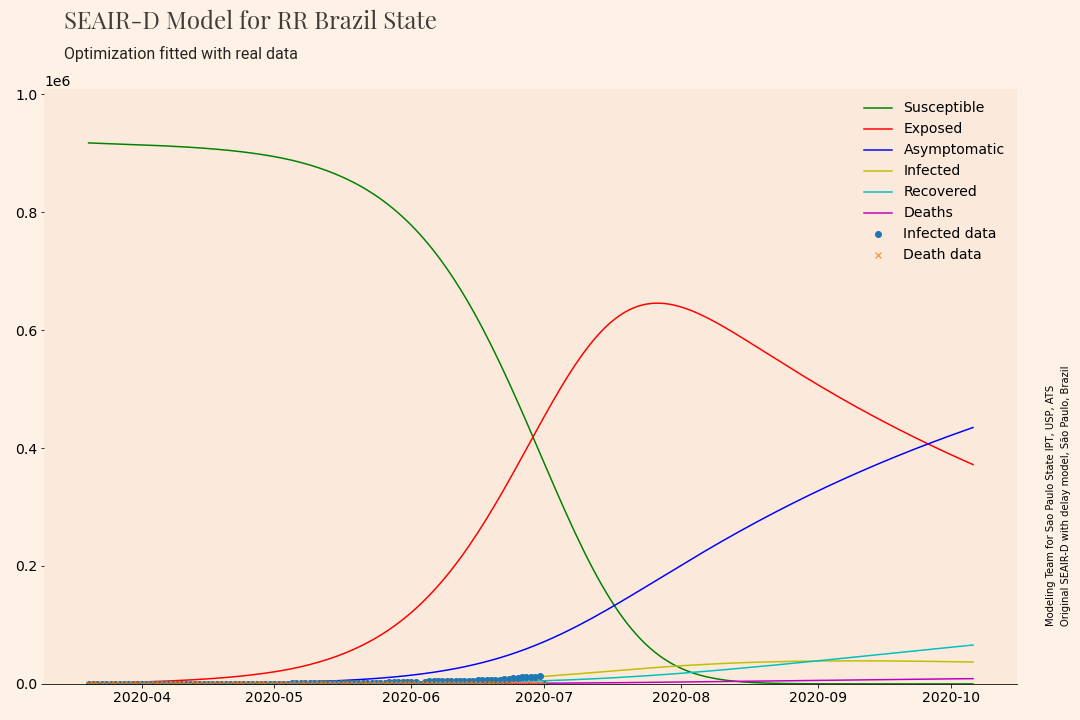 SEAIR-D Model for RR Brazil State
Optimization fitted with real data
1e6
1.0
0.8
0.6
0.4
0.2
0.0
2020-04
2020-05
2020-06
2020-07
2020-08
2020-09
2020-10
Susceptible
Exposed
Asymptomatic
Infected
Recovered
Deaths
Infected data
Death data
Modeling Team for Sao Paulo State IPT, USP, ATS
Original SEAIR-D with delay model, São Paulo, Brazil